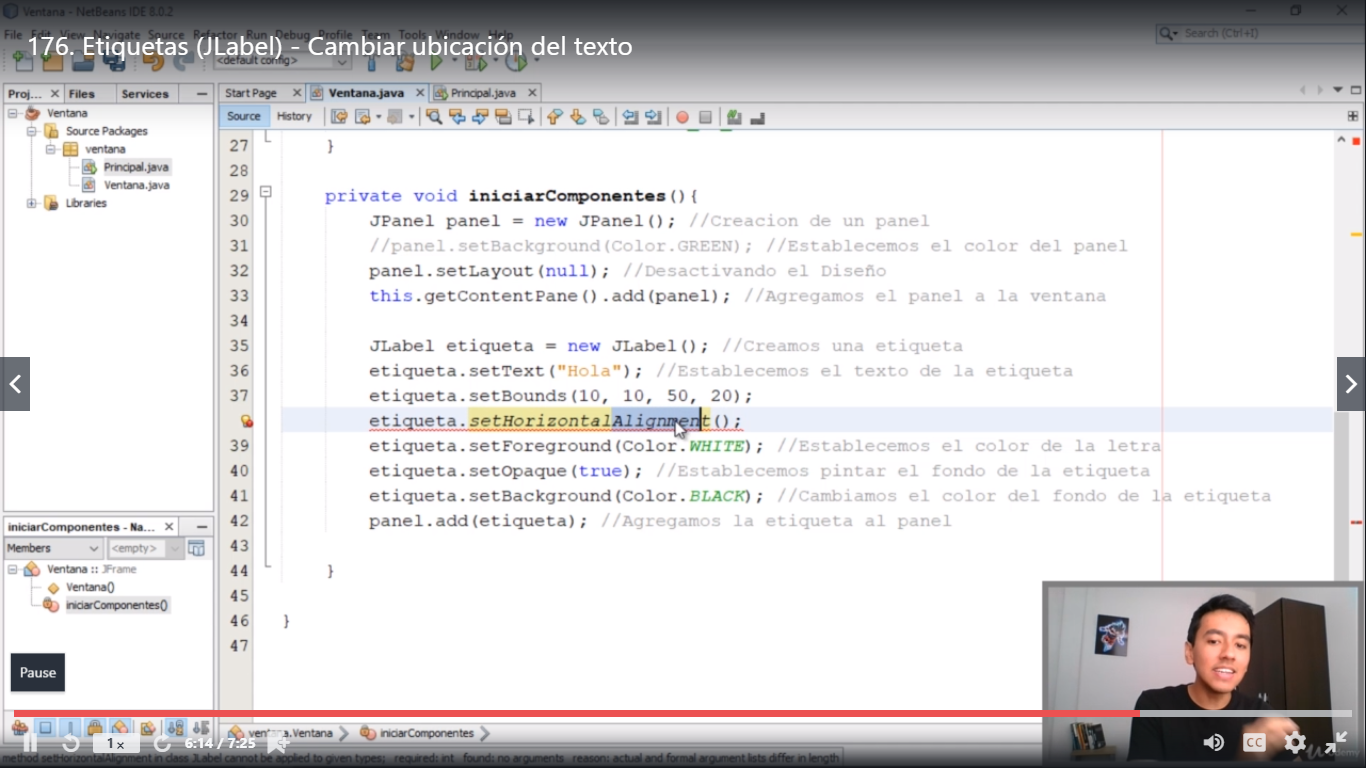 Ventana - NetBeans IDE 8.0.2
File Edit View Navigate Source Refactor Run Debug Profile Team Tools Window Help
Search (Ctrl+I)
176. Etiquetas (JLabel) - Cambiar ubicación del texto
<default config>
Proj... Files Services
Start Page Ventana.java Principal.java
Source History
Ventana
Source Packages
ventana
Principal.java
Ventana.java
Libraries
27 }
28
29 private void iniciarComponentes(){
30 JPanel panel = new JPanel(); //Creacion de un panel
31 //panel.setBackground(Color.GREEN); //Establecemos el color del panel
32 panel.setLayout(null); //Desactivando el Diseño
33 this.getContentPane().add(panel); //Agregamos el panel a la ventana
34
35 JLabel etiqueta = new JLabel(); //Creamos una etiqueta
36 etiqueta.setText("Hola"); //Establecemos el texto de la etiqueta
37 etiqueta.setBounds(10, 10, 50, 20);
etiqueta.setHorizontalAlignment();
39 etiqueta.setForeground(Color.WHITE); //Establecemos el color de la letra
40 etiqueta.setOpaque(true); //Establecemos pintar el fondo de la etiqueta
41 etiqueta.setBackground(Color.BLACK); //Cambiamos el color del fondo de la etiqueta
42 panel.add(etiqueta); //Agregamos la etiqueta al panel
43
44 }
45
46 }
47
iniciarComponentes - Na...
Members <empty>
Ventana :: JFrame
Ventana()
iniciarComponentes()
Pause
ventana.Ventana iniciarComponentes
1x 6:14 / 7:25 CC
method setHorizontalAlignment in class JLabel cannot be applied to given types; required: int found: no arguments reason: actual and formal argument lists differ in length